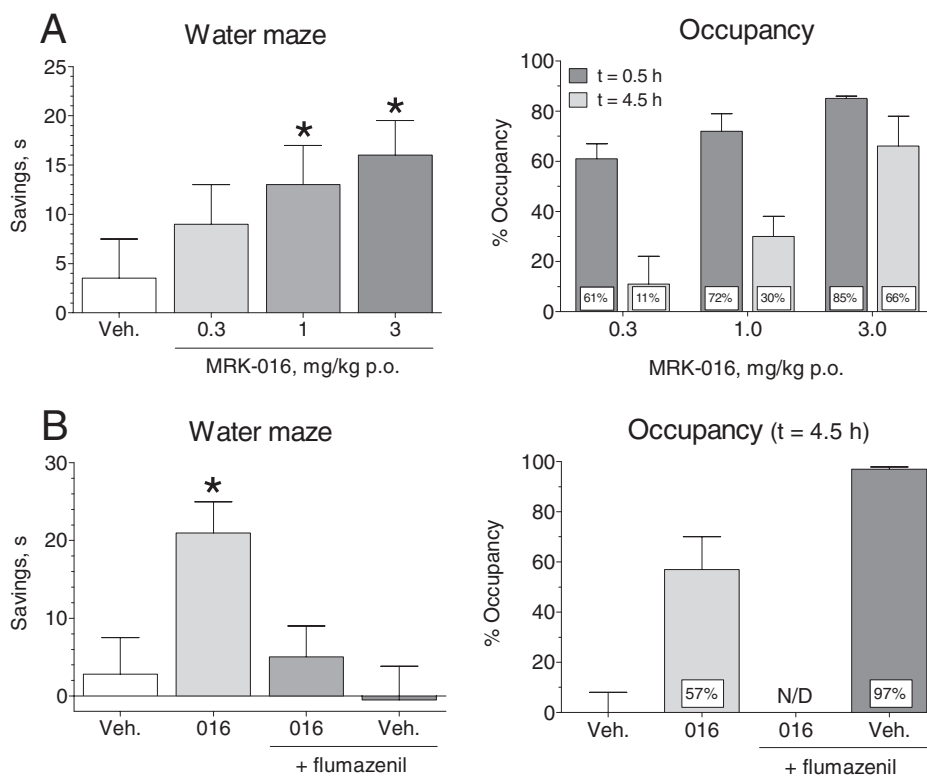 A
Water maze
Savings, s
25
20
15
10
5
0
*
*
Veh.
0.3
1
3
MRK-016, mg/kg p.o.
Occupancy
% Occupancy
100
80
60
40
20
0
t = 0.5 h
t = 4.5 h
61%
11%
72%
30%
85%
66%
0.3
1.0
3.0
MRK-016, mg/kg p.o.
B
Water maze
Savings, s
30
20
10
0
*
Veh.
016
016
Veh.
+ flumazenil
Occupancy (t = 4.5 h)
% Occupancy
100
80
60
40
20
0
57%
N/D
97%
Veh.
016
016
Veh.
+ flumazenil